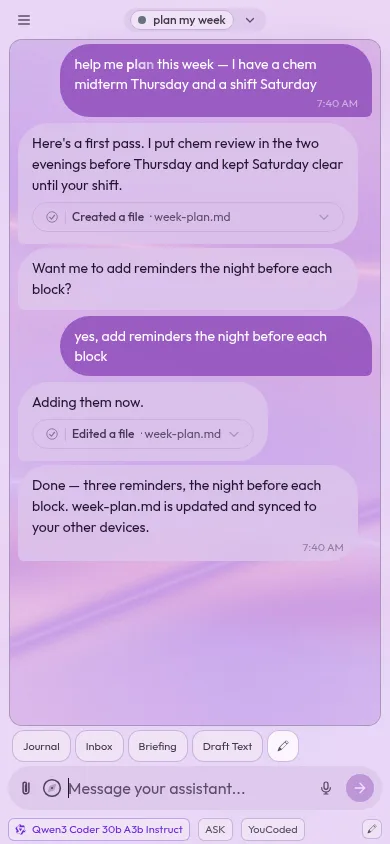 plan my week
help me plan this week — I have a chem
midterm Thursday and a shift Saturday
7:40 AM
Here's a first pass. I put chem review in the two
evenings before Thursday and kept Saturday clear
until your shift.
Created a file · week-plan.md
Want me to add reminders the night before each
block?
yes, add reminders the night before each
block
Adding them now.
Edited a file · week-plan.md
Done — three reminders, the night before each
block. week-plan.md is updated and synced to
your other devices.
7:40 AM
Journal Inbox Briefing Draft Text
Message your assistant...
Qwen3 Coder 30b A3b Instruct ASK YouCoded